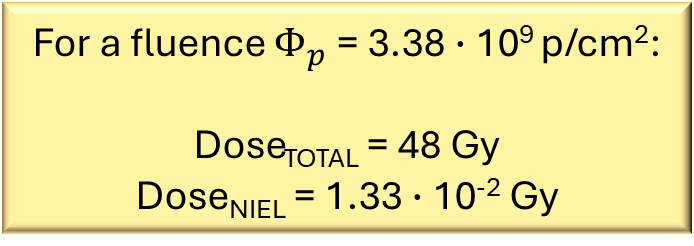 For a fluence Φₚ = 3.38 · 10⁹ p/cm²:
Dose_TOTAL = 48 Gy
Dose_NIEL = 1.33 · 10⁻² Gy